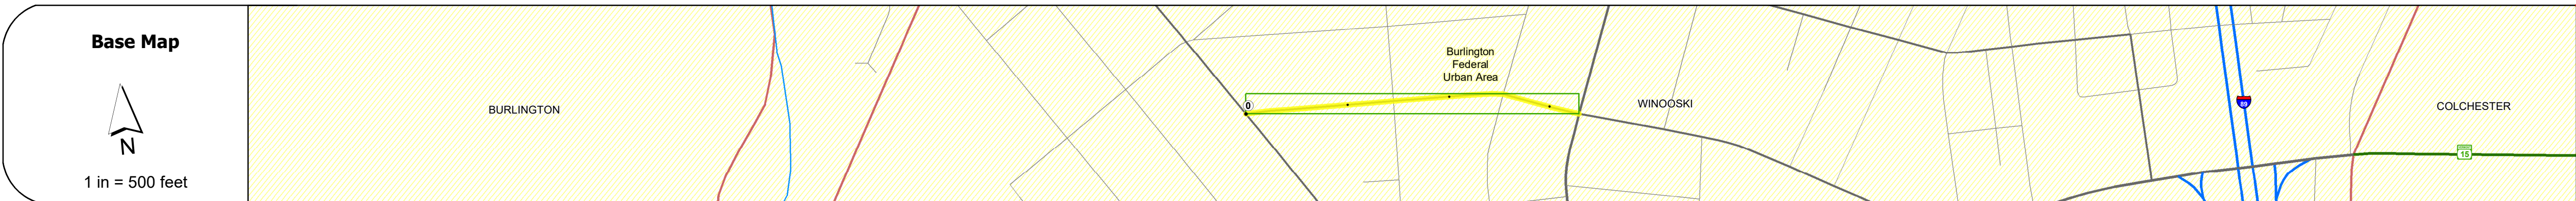 Base Map
N
1 in = 500 feet
BURLINGTON
0
Burlington
Federal
Urban Area
WINOOSKI
89
COLCHESTER
15